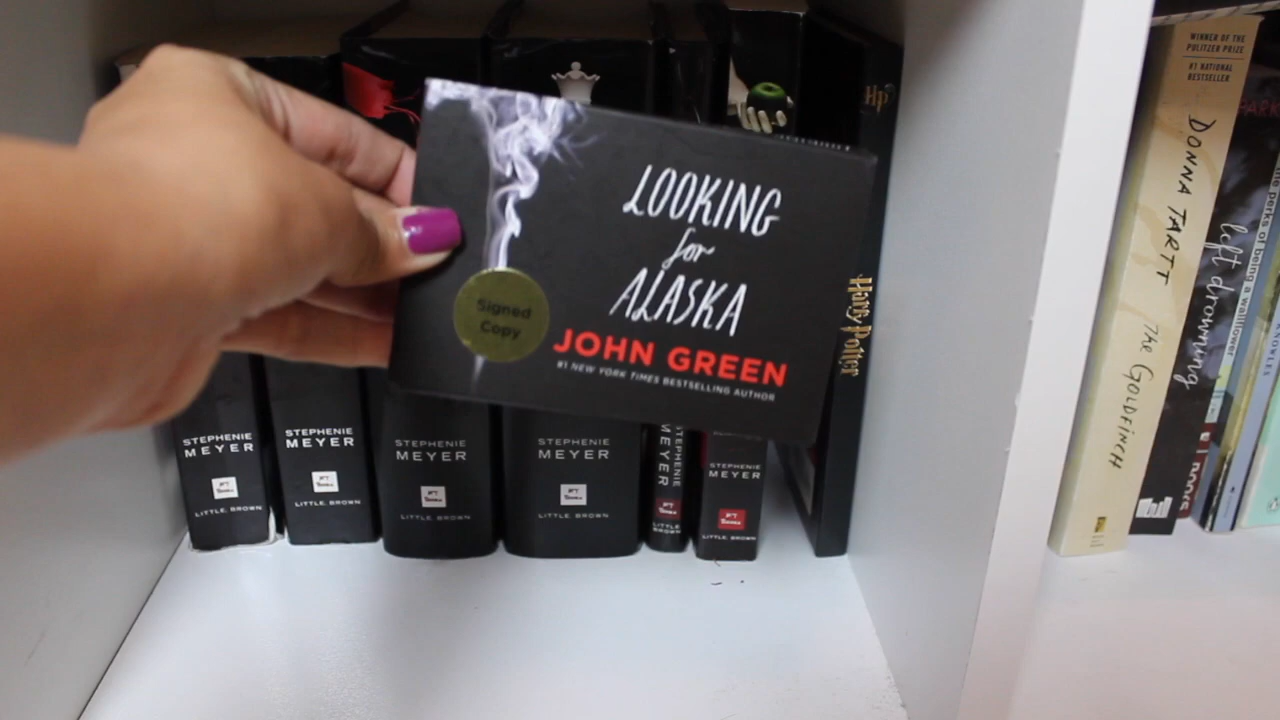 LOOKING
for
ALASKA
JOHN GREEN
#1 NEW YORK TIMES BESTSELLING AUTHOR
Signed
Copy
STEPHENIE
MEYER
LITTLE, BROWN
STEPHENIE
MEYER
LITTLE, BROWN
STEPHENIE
MEYER
LITTLE, BROWN
STEPHENIE
MEYER
LITTLE, BROWN
STEPHENIE
MEYER
LITTLE, BROWN
STEPHENIE
MEYER
LITTLE, BROWN
HP
Harry Potter
WINNER OF THE
PULITZER PRIZE
#1 NATIONAL
BESTSELLER
DONNA TARTT
The GOLDFINCH
left drowning
the perks of being a wallflower